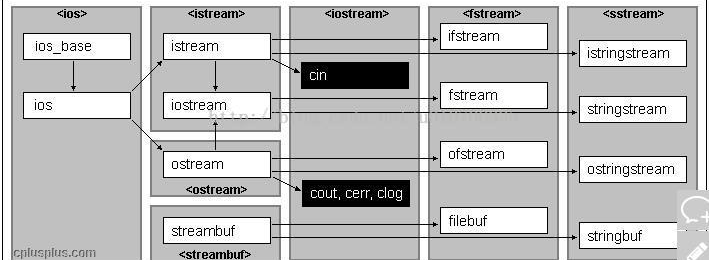 <ios>
<istream>
<iostream>
<fstream>
<sstream>
ios_base
istream
ifstream
istringstream
cin
ios
iostream
fstream
stringstream
ostream
ofstream
ostringstream
<ostream>
cout, cerr, clog
streambuf
filebuf
stringbuf
<streambuf>
cplusplus.com